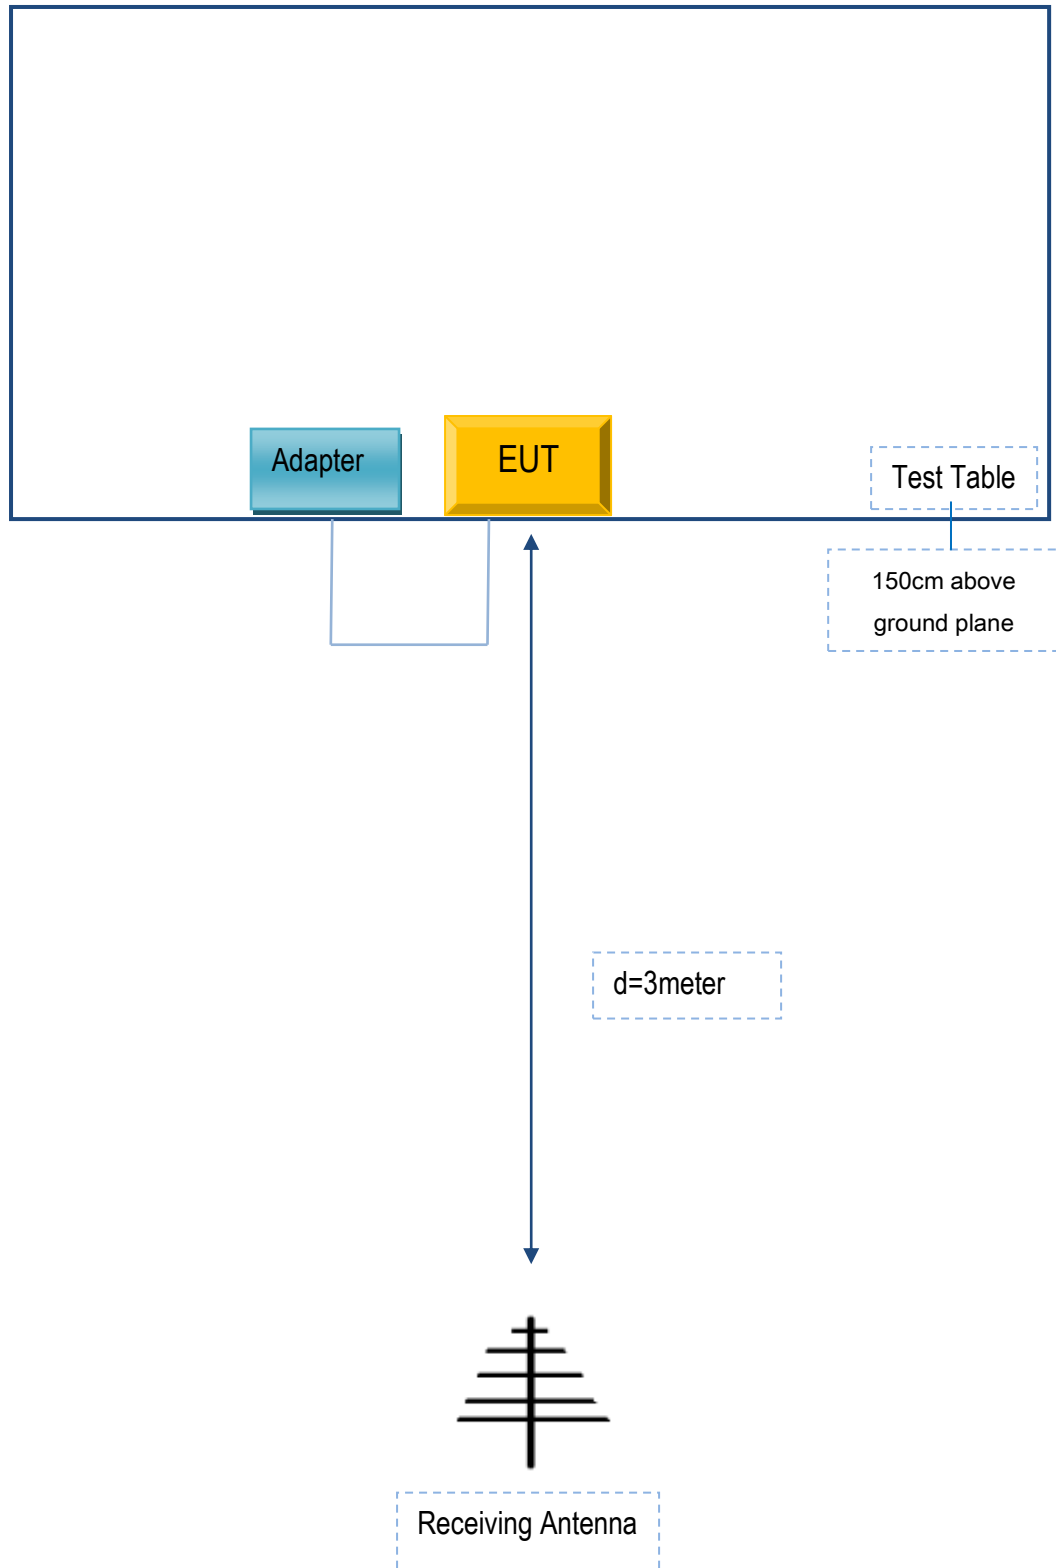 Adapter
EUT
Test Table
150cm above
ground plane
d=3meter
Receiving Antenna